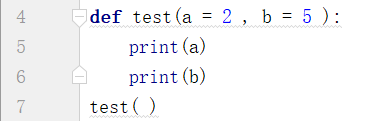 4 def test(a = 2 , b = 5 ):
5     print(a)
6     print(b)
7 test( )